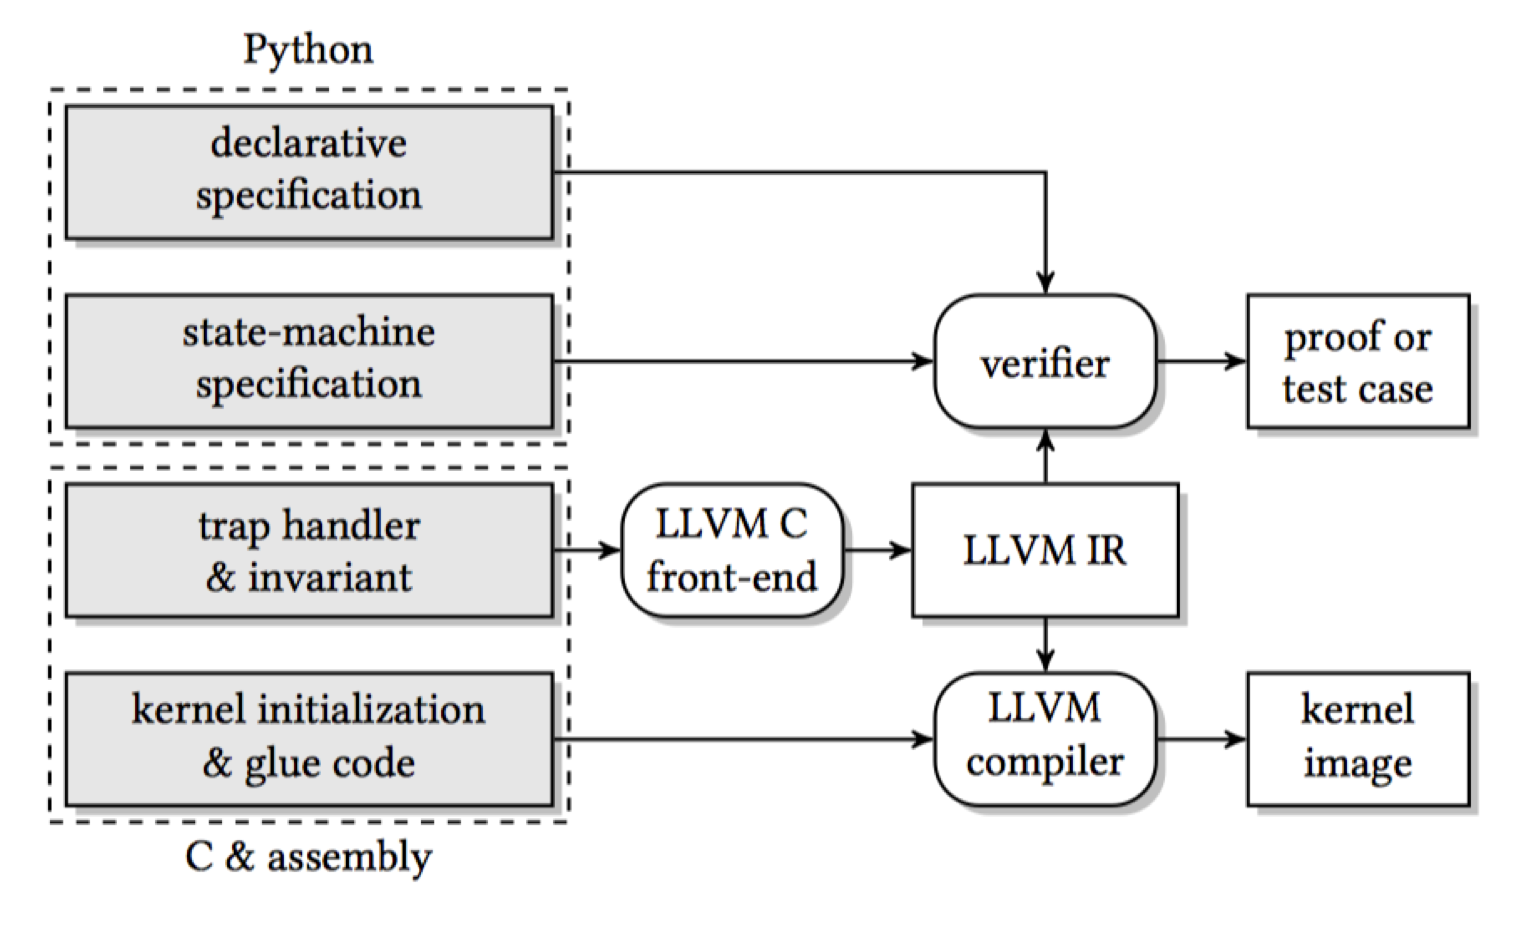 Python
declarative
specification
state-machine
specification
verifier
proof or
test case
trap handler
& invariant
LLVM C
front-end
LLVM IR
kernel initialization
& glue code
LLVM
compiler
kernel
image
C & assembly